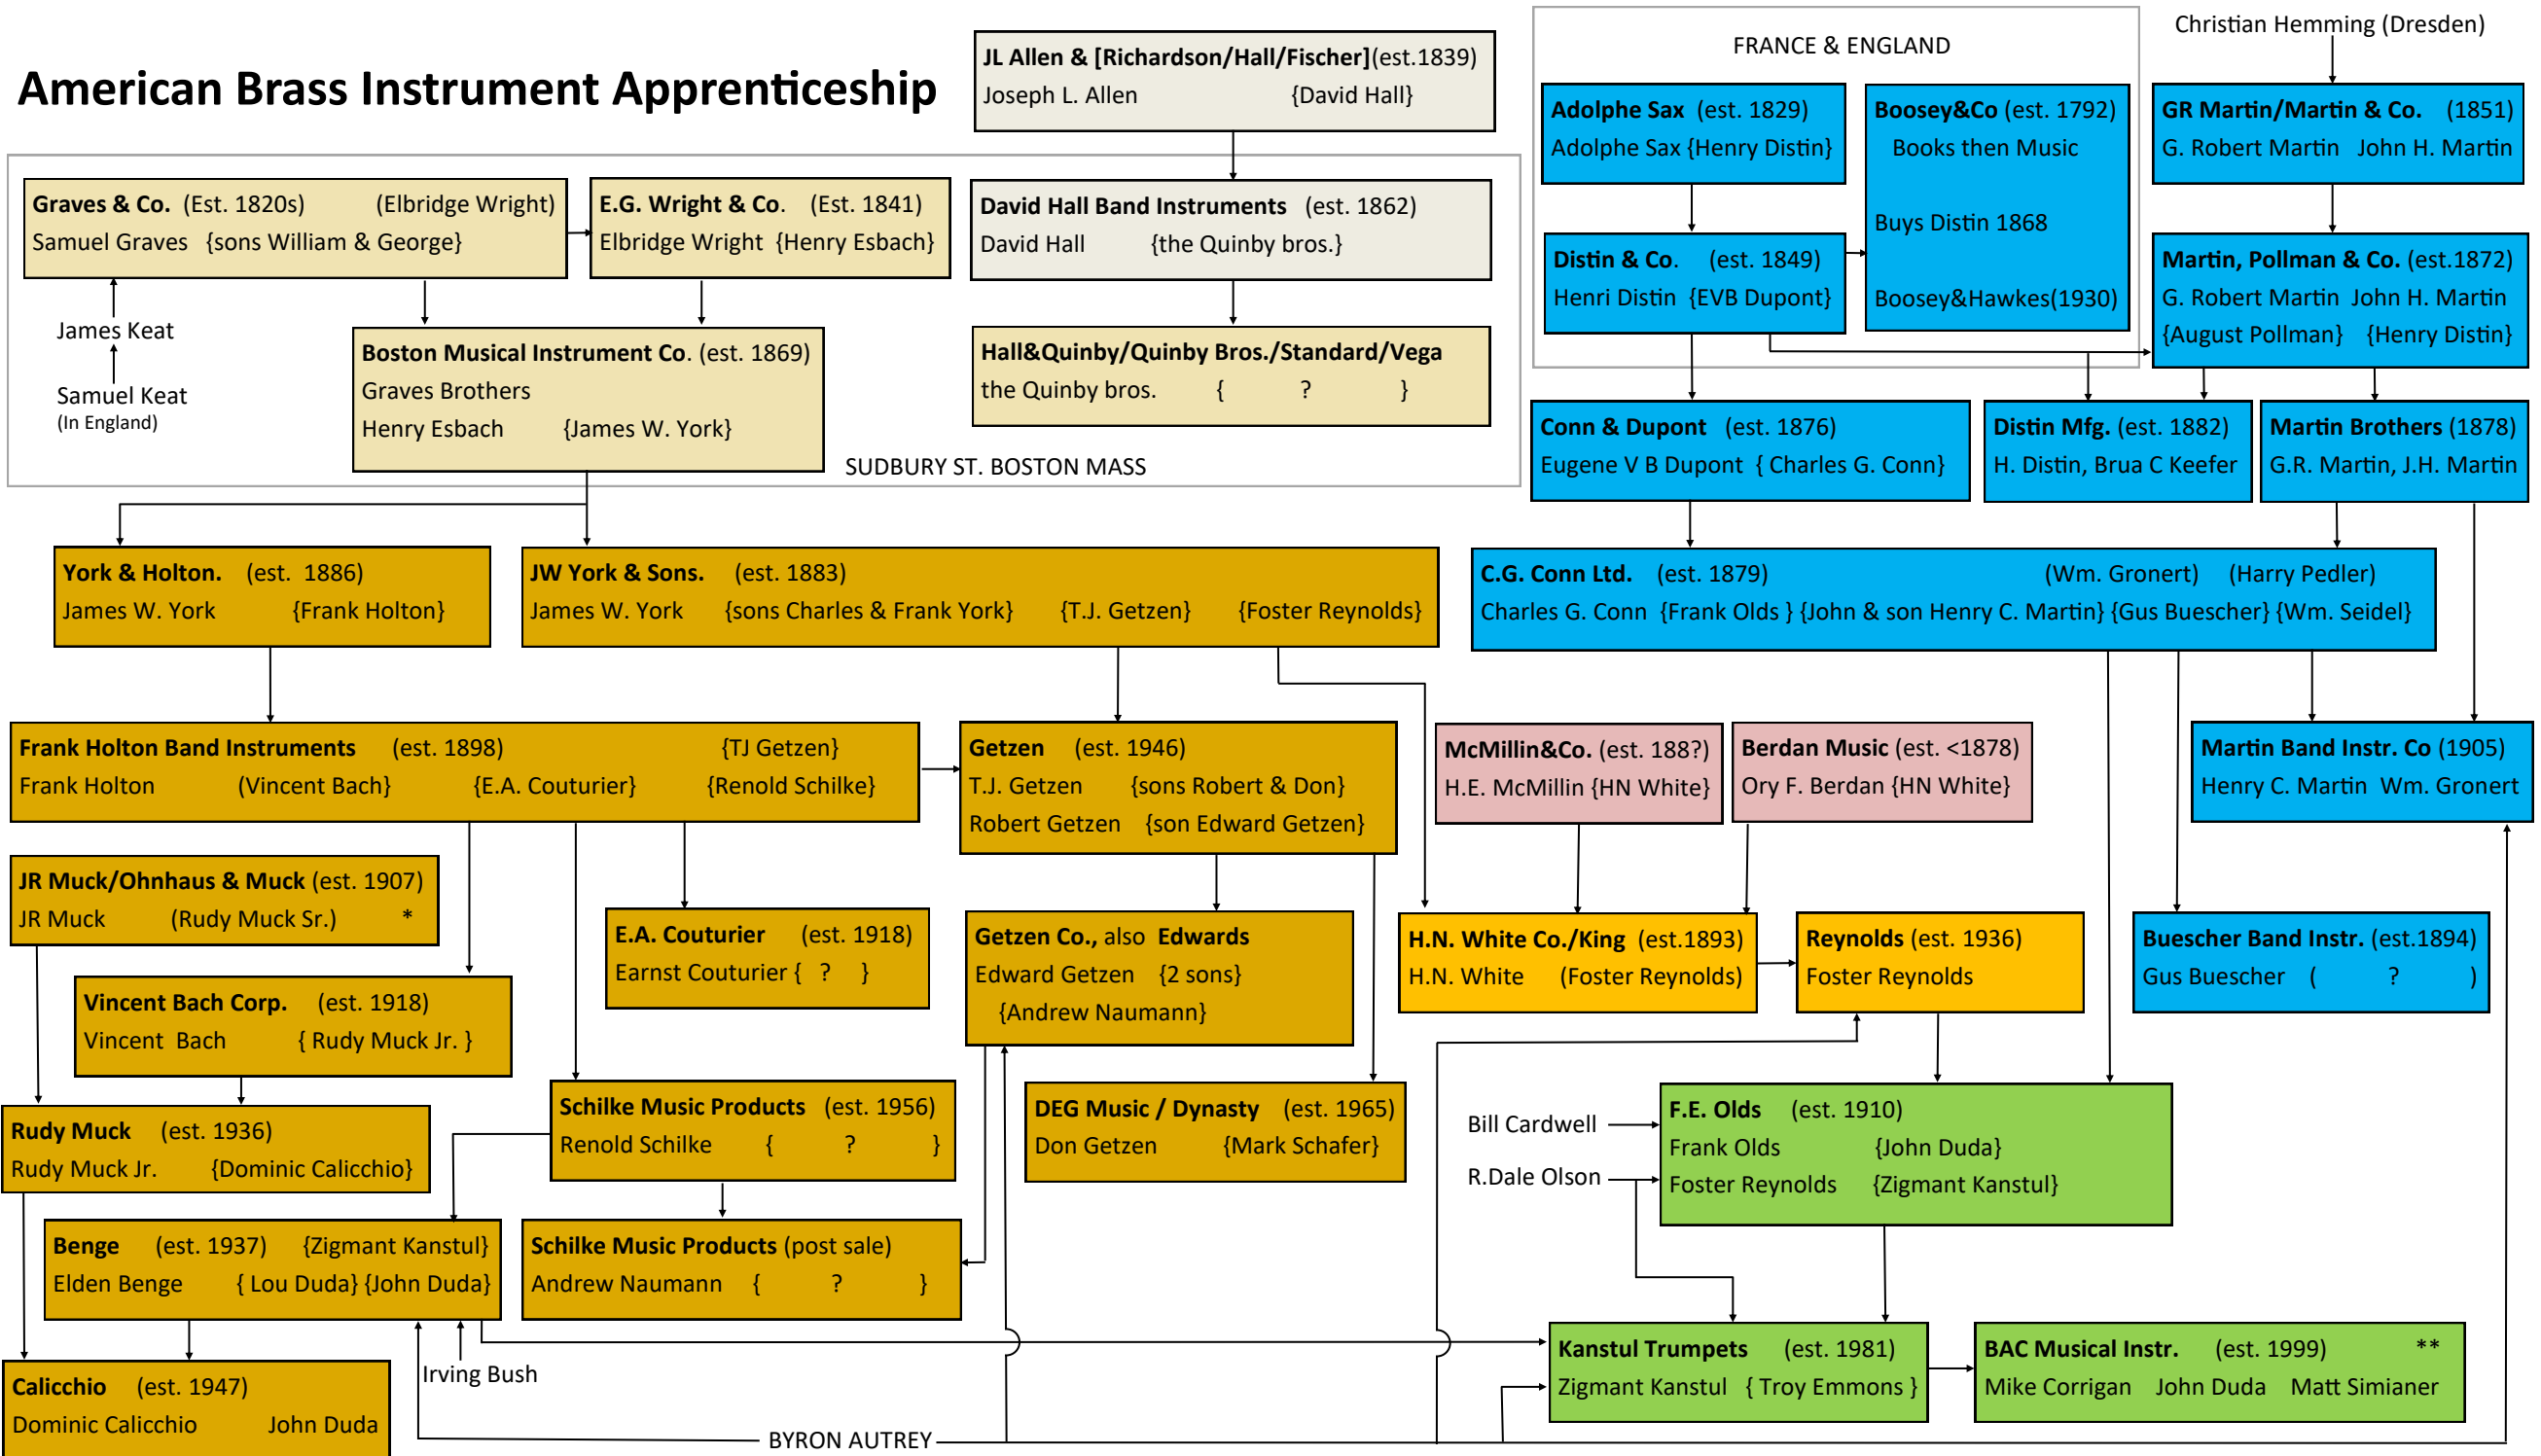 American Brass Instrument Apprenticeship
JL Allen & [Richardson/Hall/Fischer](est.1839)
Joseph L. Allen {David Hall}
FRANCE & ENGLAND
Christian Hemming (Dresden)
Adolphe Sax (est. 1829)
Adolphe Sax {Henry Distin}
Boosey&Co (est. 1792)
Books then Music
Buys Distin 1868
Boosey&Hawkes(1930)
GR Martin/Martin & Co. (1851)
G. Robert Martin John H. Martin
Graves & Co. (Est. 1820s) (Elbridge Wright)
Samuel Graves {sons William & George}
E.G. Wright & Co. (Est. 1841)
Elbridge Wright {Henry Esbach}
David Hall Band Instruments (est. 1862)
David Hall {the Quinby bros.}
Distin & Co. (est. 1849)
Henri Distin {EVB Dupont}
Martin, Pollman & Co. (est.1872)
G. Robert Martin John H. Martin
{August Pollman} {Henry Distin}
James Keat
Samuel Keat
(In England)
Boston Musical Instrument Co. (est. 1869)
Graves Brothers
Henry Esbach {James W. York}
Hall&Quinby/Quinby Bros./Standard/Vega
the Quinby bros. { ? }
SUDBURY ST. BOSTON MASS
Conn & Dupont (est. 1876)
Eugene V B Dupont { Charles G. Conn}
Distin Mfg. (est. 1882)
H. Distin, Brua C Keefer
Martin Brothers (1878)
G.R. Martin, J.H. Martin
York & Holton. (est. 1886)
James W. York {Frank Holton}
JW York & Sons. (est. 1883)
James W. York {sons Charles & Frank York} {T.J. Getzen} {Foster Reynolds}
C.G. Conn Ltd. (est. 1879) (Wm. Gronert) (Harry Pedler)
Charles G. Conn {Frank Olds } {John & son Henry C. Martin} {Gus Buescher} {Wm. Seidel}
Frank Holton Band Instruments (est. 1898) {TJ Getzen}
Frank Holton (Vincent Bach} {E.A. Couturier} {Renold Schilke}
Getzen (est. 1946)
T.J. Getzen {sons Robert & Don}
Robert Getzen {son Edward Getzen}
McMillin&Co. (est. 188?)
H.E. McMillin {HN White}
Berdan Music (est. <1878)
Ory F. Berdan {HN White}
Martin Band Instr. Co (1905)
Henry C. Martin Wm. Gronert
JR Muck/Ohnhaus & Muck (est. 1907)
JR Muck (Rudy Muck Sr.) *
E.A. Couturier (est. 1918)
Earnst Couturier { ? }
Getzen Co., also Edwards
Edward Getzen {2 sons}
{Andrew Naumann}
H.N. White Co./King (est.1893)
H.N. White (Foster Reynolds)
Reynolds (est. 1936)
Foster Reynolds
Buescher Band Instr. (est.1894)
Gus Buescher ( ? )
Vincent Bach Corp. (est. 1918)
Vincent Bach { Rudy Muck Jr. }
Schilke Music Products (est. 1956)
Renold Schilke { ? }
DEG Music / Dynasty (est. 1965)
Don Getzen {Mark Schafer}
Bill Cardwell
R.Dale Olson
F.E. Olds (est. 1910)
Frank Olds {John Duda}
Foster Reynolds {Zigmant Kanstul}
Rudy Muck (est. 1936)
Rudy Muck Jr. {Dominic Calicchio}
Benge (est. 1937) {Zigmant Kanstul}
Elden Benge { Lou Duda} {John Duda}
Schilke Music Products (post sale)
Andrew Naumann { ? }
Irving Bush
Kanstul Trumpets (est. 1981)
Zigmant Kanstul { Troy Emmons }
BAC Musical Instr. (est. 1999) **
Mike Corrigan John Duda Matt Simianer
Calicchio (est. 1947)
Dominic Calicchio John Duda
BYRON AUTREY